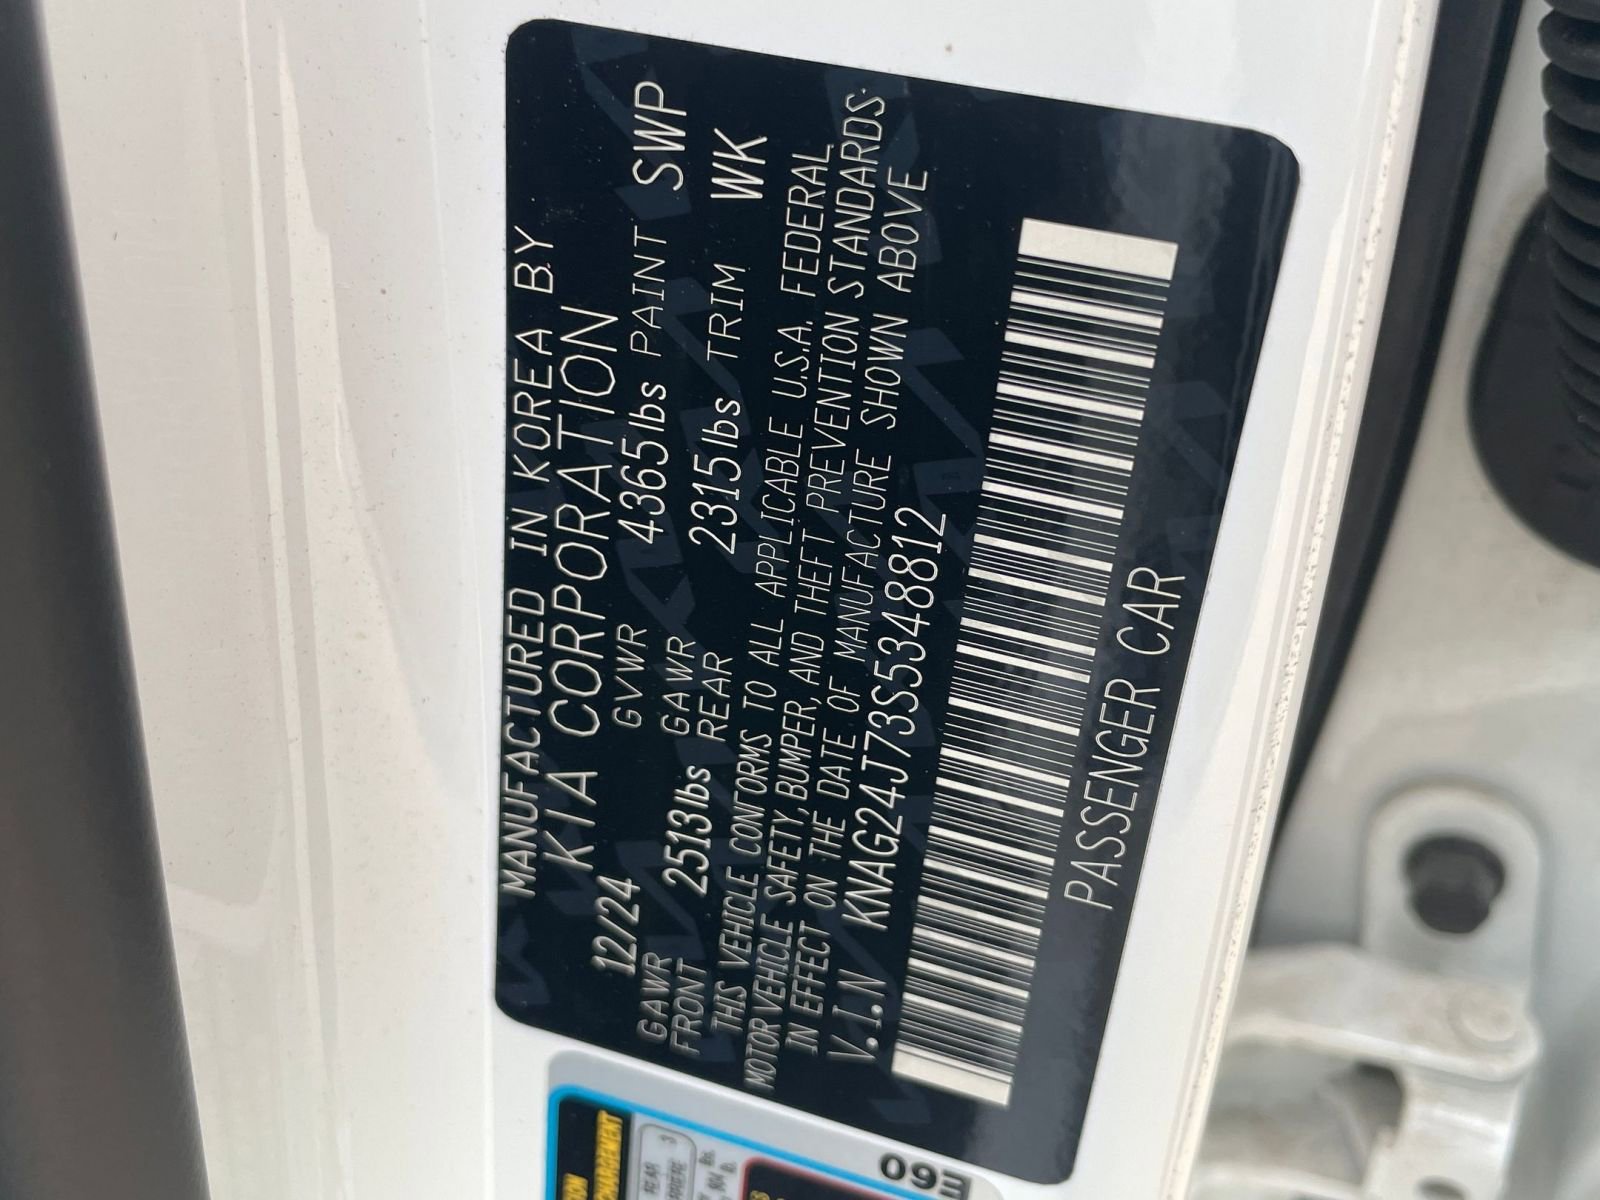 MANUFACTURED IN KOREA BY
KIA CORPORATION
12/24 GVWR 4365lbs PAINT SWP
GAWR FRONT 2513lbs GAWR REAR 2315lbs TRIM WK
THIS VEHICLE CONFORMS TO ALL APPLICABLE U.S.A. FEDERAL
MOTOR VEHICLE SAFETY, BUMPER, AND THEFT PREVENTION STANDARDS
IN EFFECT ON THE DATE OF MANUFACTURE SHOWN ABOVE
V.I.N KNAG24J73S5348812
PASSENGER CAR
REAR
3